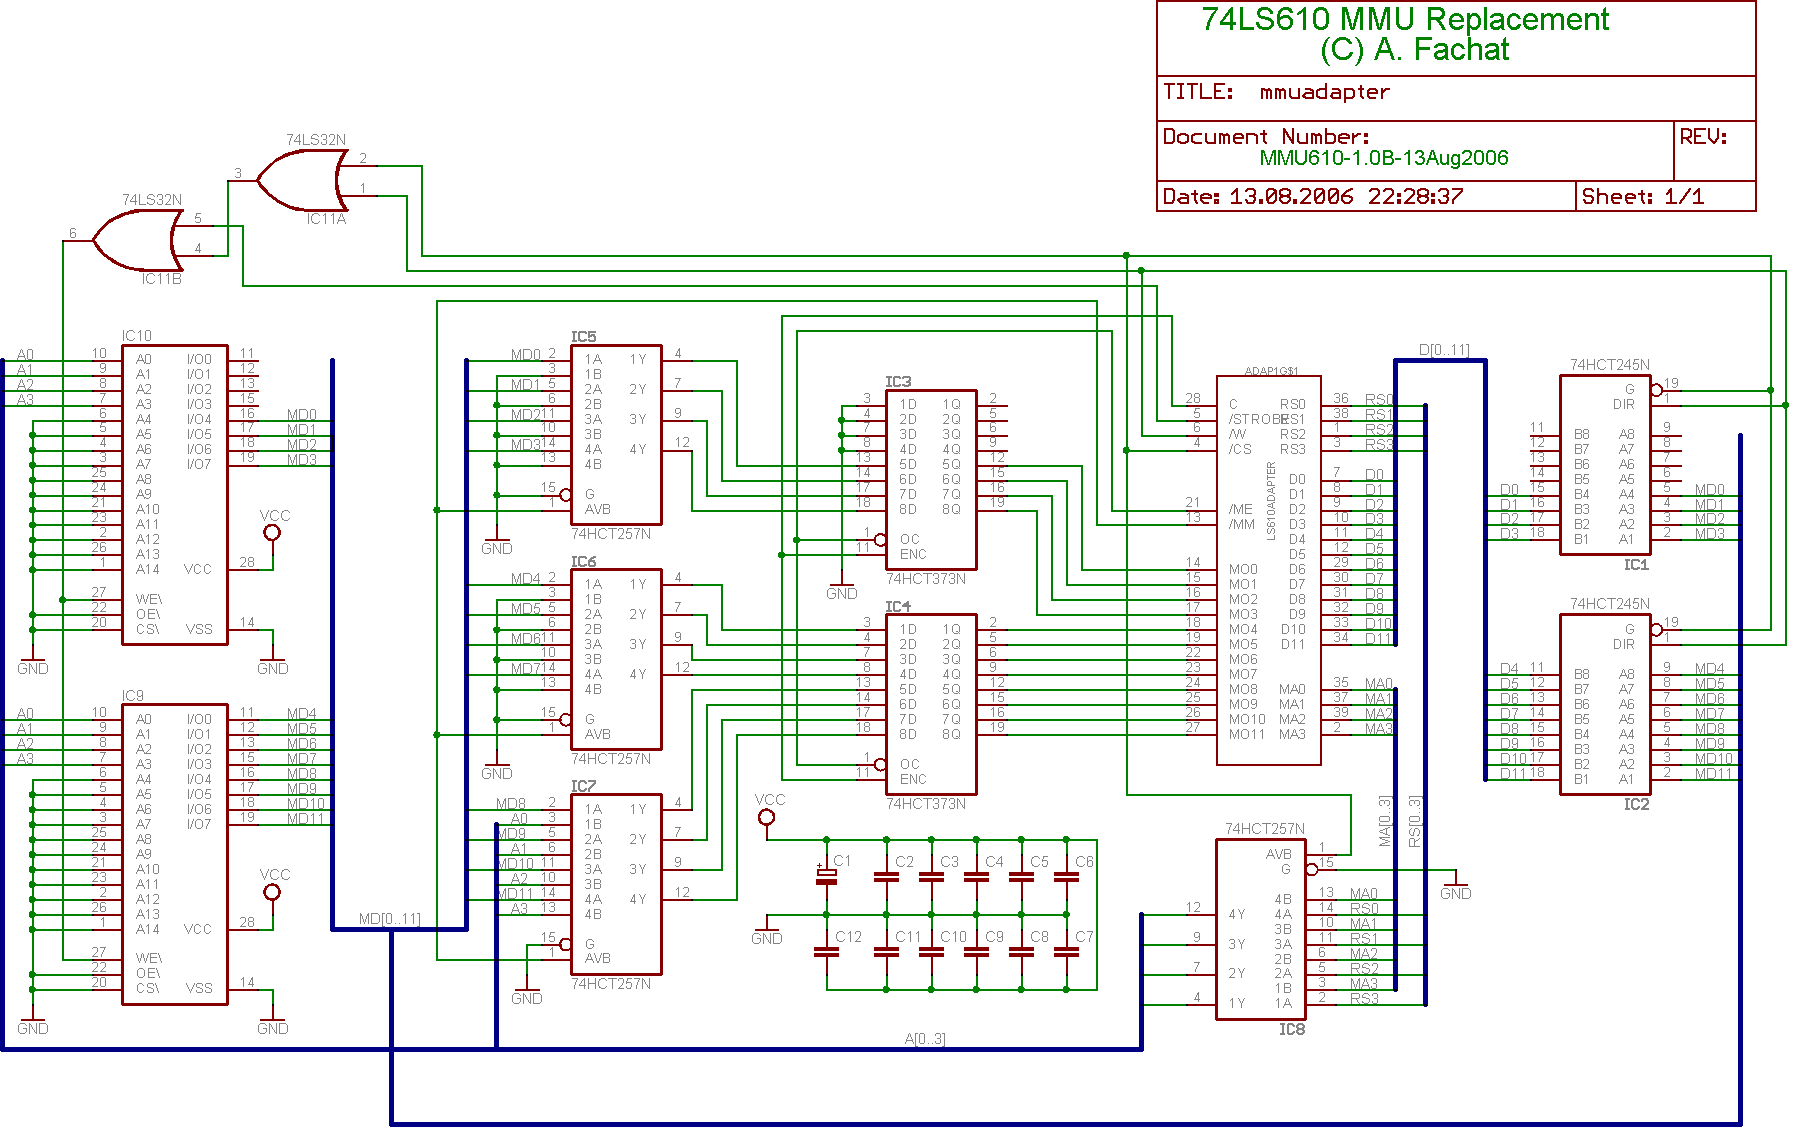 74LS610 MMU Replacement
(C) A. Fachat
TITLE: mmuadapter
Document Number:
MMU610-1.0B-13Aug2006
REV:
Date: 13.08.2006 22:28:37
Sheet: 1/1
74LS32N
3 2
1
IC11A
74LS32N
6 5
4
IC11B
IC10
A0 10 A0 I/O0 11
A1 9 A1 I/O1 12
A2 8 A2 I/O2 13
A3 7 A3 I/O3 15
6 A4 I/O4 16 MD0
5 A5 I/O5 17 MD1
4 A6 I/O6 18 MD2
3 A7 I/O7 19 MD3
25 A8
24 A9
21 A10
23 A11
2 A12
26 A13
1 A14 VCC 28
27 WE\
22 OE\
20 CS\ VSS 14
VCC
GND GND
IC9
A0 10 A0 I/O0 11 MD4
A1 9 A1 I/O1 12 MD5
A2 8 A2 I/O2 13 MD6
A3 7 A3 I/O3 15 MD7
6 A4 I/O4 16 MD8
5 A5 I/O5 17 MD9
4 A6 I/O6 18 MD10
3 A7 I/O7 19 MD11
25 A8
24 A9
21 A10
23 A11
2 A12
26 A13
1 A14 VCC 28
27 WE\
22 OE\
20 CS\ VSS 14
VCC
GND GND
MD[0..11]
IC5
MD0 2 1A 1Y 4
3 1B
MD1 5 2A 2Y 7
6 2B
MD2 11 3A 3Y 9
10 3B
MD3 14 4A 4Y 12
13 4B
15 G
1 AVB
74HCT257N
GND
IC6
MD4 2 1A 1Y 4
3 1B
MD5 5 2A 2Y 7
6 2B
MD6 11 3A 3Y 9
10 3B
MD7 14 4A 4Y 12
13 4B
15 G
1 AVB
74HCT257N
GND
IC7
MD8 2 1A 1Y 4
A0 3 1B
MD9 5 2A 2Y 7
A1 6 2B
MD10 11 3A 3Y 9
A2 10 3B
MD11 14 4A 4Y 12
A3 13 4B
15 G
1 AVB
74HCT257N
GND
IC3
3 1D 1Q 2
4 2D 2Q 5
7 3D 3Q 6
8 4D 4Q 9
13 5D 5Q 12
14 6D 6Q 15
17 7D 7Q 16
18 8D 8Q 19
1 OC
11 ENC
74HCT373N
GND
IC4
3 1D 1Q 2
4 2D 2Q 5
7 3D 3Q 6
8 4D 4Q 9
13 5D 5Q 12
14 6D 6Q 15
17 7D 7Q 16
18 8D 8Q 19
1 OC
11 ENC
74HCT373N
VCC
C1 C2 C3 C4 C5 C6
GND
C12 C11 C10 C9 C8 C7
A[0..3]
ADAP1G$1
LS610ADAPTER
28 C RS0 36 RS0
5 /STROBE RS1 38 RS1
6 /W RS2 1 RS2
4 /CS RS3 3 RS3
D0 7 D0
D1 8 D1
21 /ME D2 9 D2
13 /MM D3 10 D3
D4 11 D4
D5 12 D5
14 MO0 D6 29 D6
15 MO1 D7 30 D7
16 MO2 D8 31 D8
17 MO3 D9 32 D9
18 MO4 D10 33 D10
19 MO5 D11 34 D11
22 MO6
23 MO7
24 MO8 MA0 35 MA0
25 MO9 MA1 37 MA1
26 MO10 MA2 39 MA2
27 MO11 MA3 2 MA3
MA[0..3]
RS[0..3]
74HCT257N
AVB 1
G 15
GND
4B 13 MA0
12 4Y 4A 14 RS0
3B 10 MA1
9 3Y 3A 11 RS1
2B 6 MA2
7 2Y 2A 5 RS2
1B 3 MA3
4 1Y 1A 2 RS3
IC8
D[0..11]
74HCT245N
G 19
DIR 1
11 B8 A8 9
12 B7 A7 8
13 B6 A6 7
14 B5 A5 6
D0 15 B4 A4 5 MD0
D1 16 B3 A3 4 MD1
D2 17 B2 A2 3 MD2
D3 18 B1 A1 2 MD3
IC1
74HCT245N
G 19
DIR 1
D4 11 B8 A8 9 MD4
D5 12 B7 A7 8 MD5
D6 13 B6 A6 7 MD6
D7 14 B5 A5 6 MD7
D8 15 B4 A4 5 MD8
D9 16 B3 A3 4 MD9
D10 17 B2 A2 3 MD10
D11 18 B1 A1 2 MD11
IC2